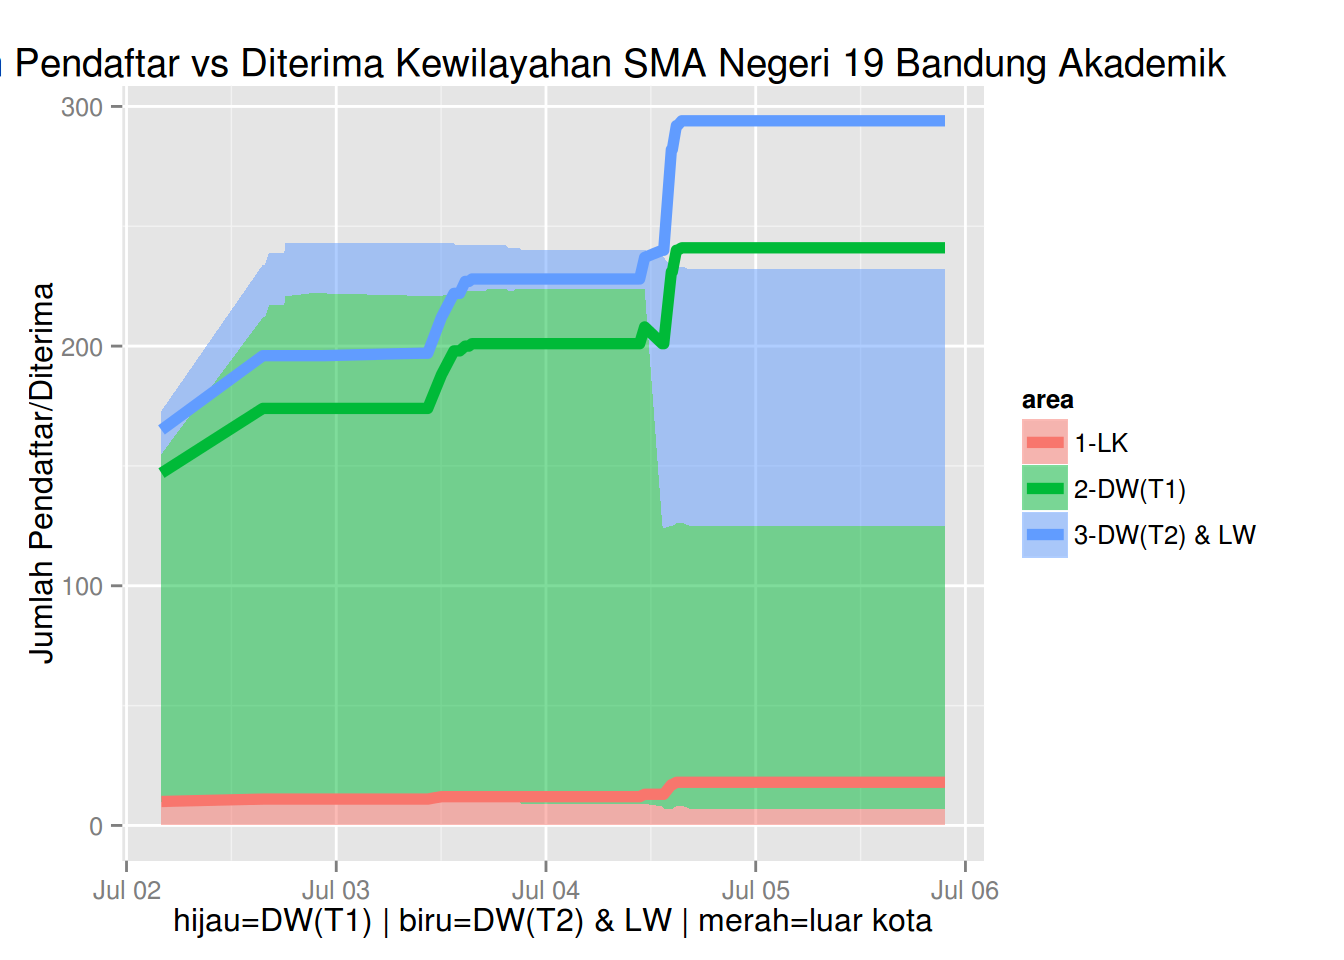 Pendaftar vs Diterima Kewilayahan SMA Negeri 19 Bandung Akademik
Jumlah Pendaftar/Diterima
300
200
100
0
Jul 02
Jul 03
Jul 04
Jul 05
Jul 06
hijau=DW(T1) | biru=DW(T2) & LW | merah=luar kota
area
1-LK
2-DW(T1)
3-DW(T2) & LW